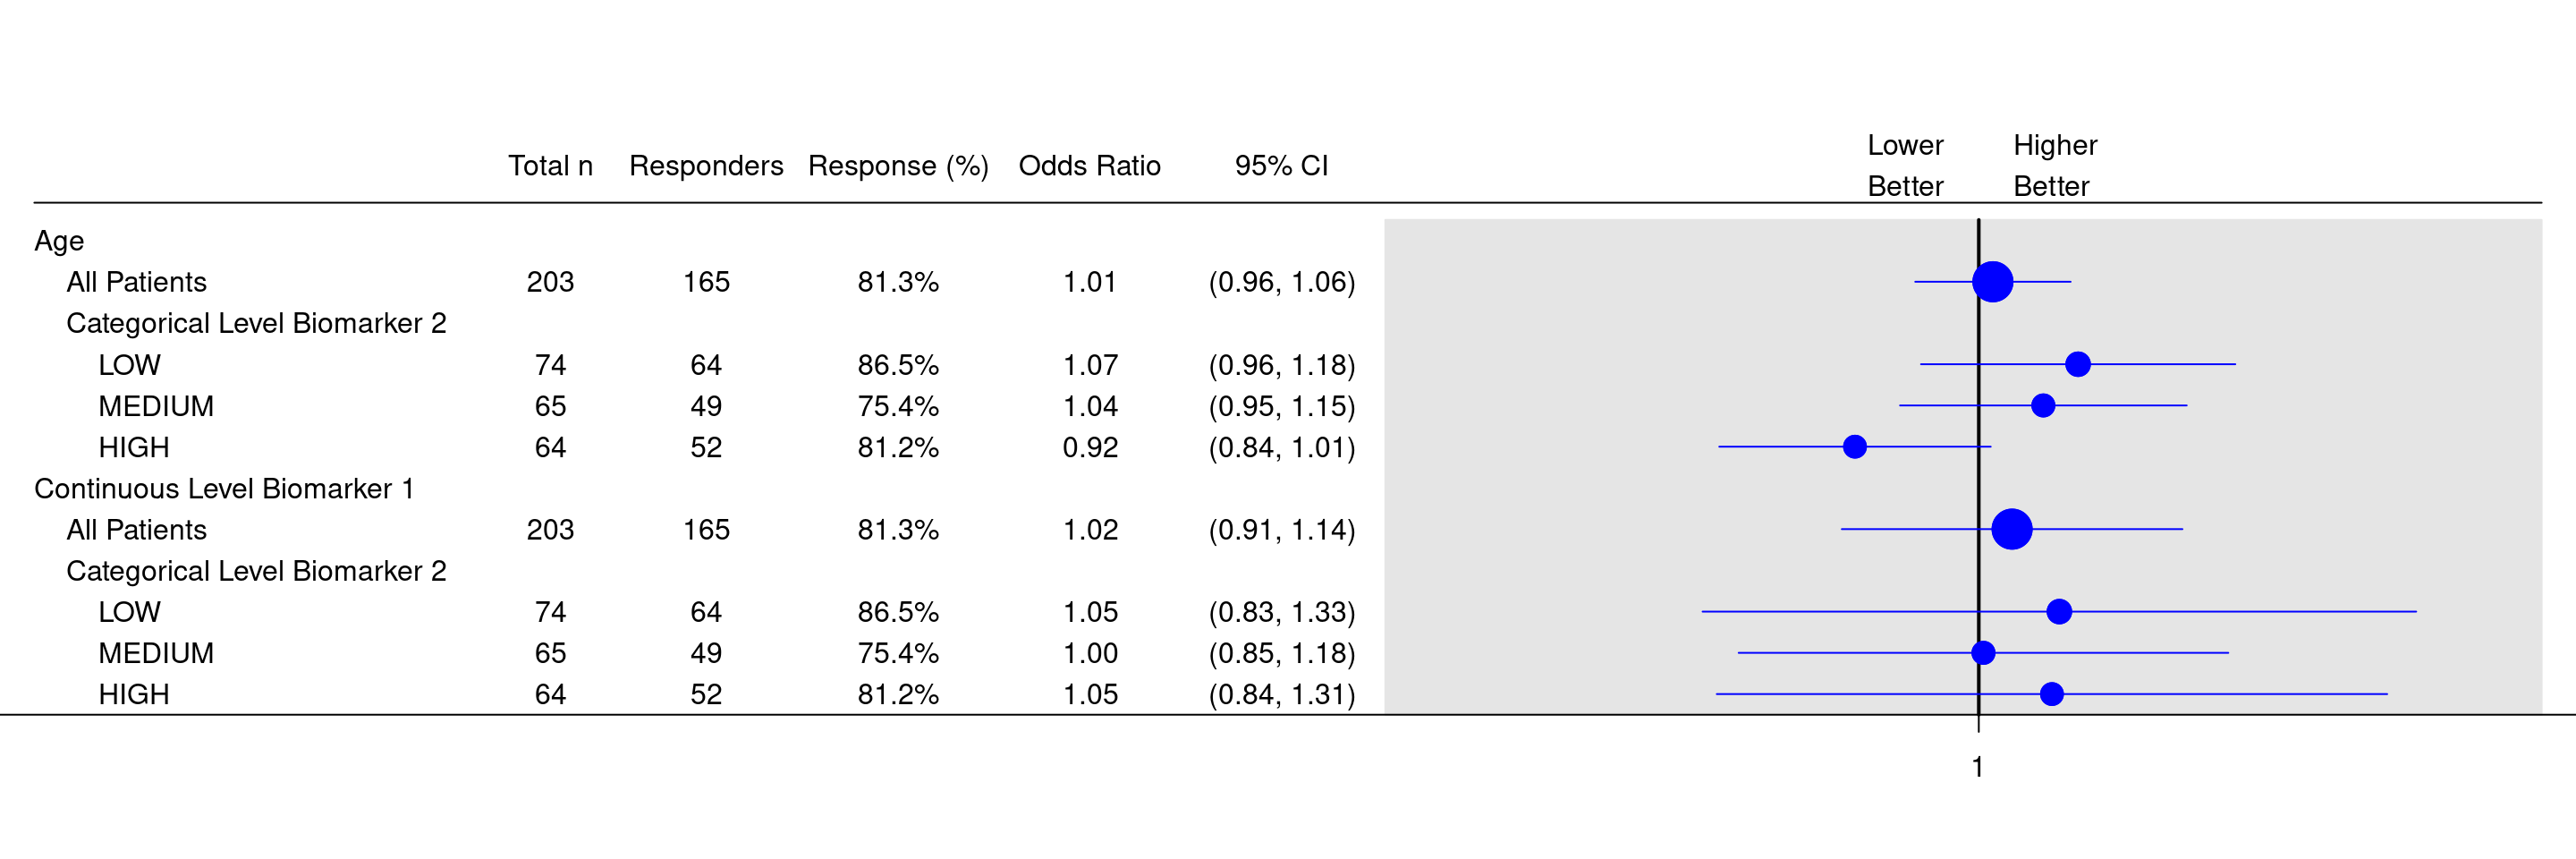 Lower Higher
Total n Responders Response (%) Odds Ratio 95% CI
Better Better
Age
All Patients 203 165 81.3% 1.01 (0.96, 1.06)
Categorical Level Biomarker 2
LOW 74 64 86.5% 1.07 (0.96, 1.18)
MEDIUM 65 49 75.4% 1.04 (0.95, 1.15)
HIGH 64 52 81.2% 0.92 (0.84, 1.01)
Continuous Level Biomarker 1
All Patients 203 165 81.3% 1.02 (0.91, 1.14)
Categorical Level Biomarker 2
LOW 74 64 86.5% 1.05 (0.83, 1.33)
MEDIUM 65 49 75.4% 1.00 (0.85, 1.18)
HIGH 64 52 81.2% 1.05 (0.84, 1.31)
1